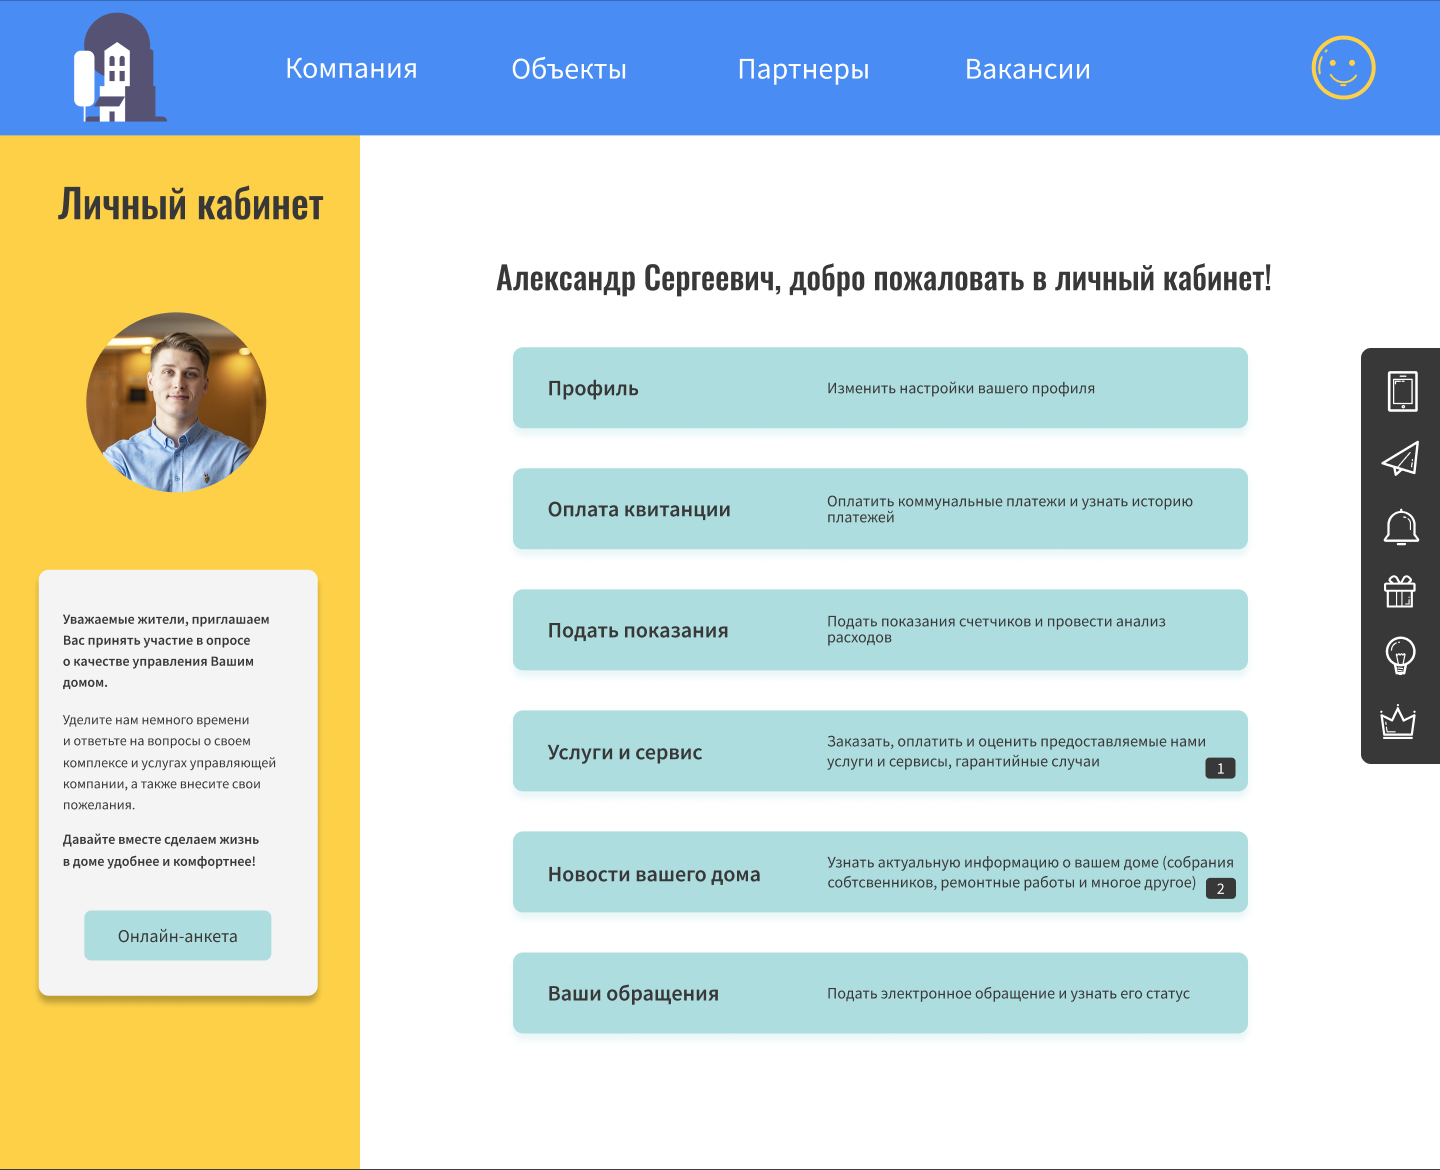 Компания
Объекты
Партнеры
Вакансии
Личный кабинет
Александр Сергеевич, добро пожаловать в личный кабинет!
Профиль
Изменить настройки вашего профиля
Оплата квитанции
Оплатить коммунальные платежи и узнать историю
платежей
Подать показания
Подать показания счетчиков и провести анализ
расходов
Услуги и сервис
Заказать, оплатить и оценить предоставляемые нами
услуги и сервисы, гарантийные случаи
1
Новости вашего дома
Узнать актуальную информацию о вашем доме (собрания
собтсвенников, ремонтные работы и многое другое)
2
Ваши обращения
Подать электронное обращение и узнать его статус
Уважаемые жители, приглашаем
Вас принять участие в опросе
о качестве управления Вашим
домом.
Уделите нам немного времени
и ответьте на вопросы о своем
комплексе и услугах управляющей
компании, а также внесите свои
пожелания.
Давайте вместе сделаем жизнь
в доме удобнее и комфортнее!
Онлайн-анкета